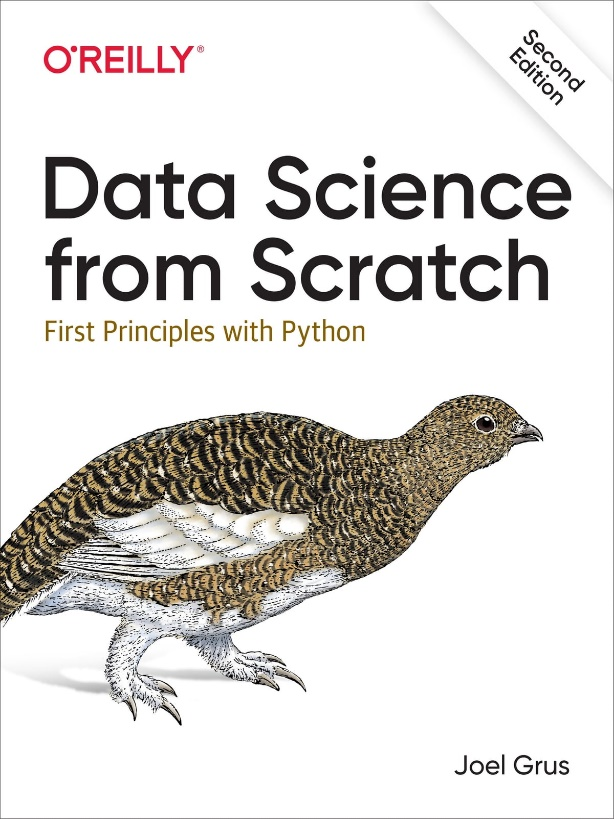 O'REILLY®
Second
Edition
Data Science
from Scratch
First Principles with Python
Joel Grus